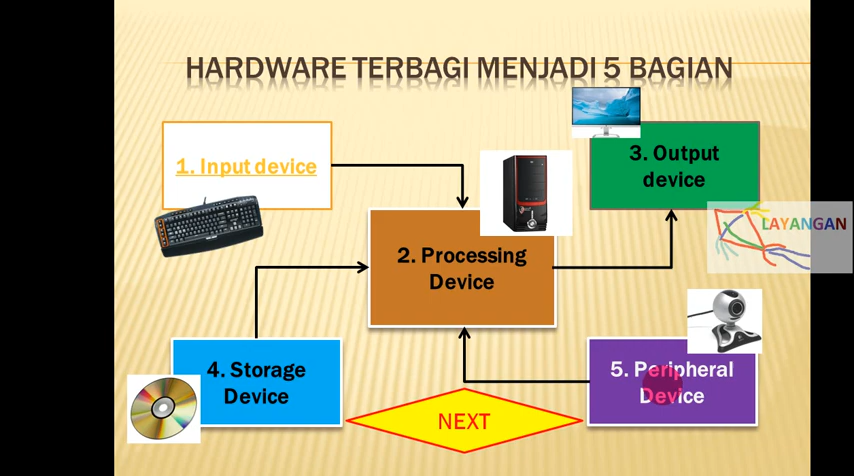 HARDWARE TERBAGI MENJADI 5 BAGIAN
1. Input device
3. Output
device
LAYANGAN
2. Processing
Device
4. Storage
Device
5. Peripheral
Device
NEXT